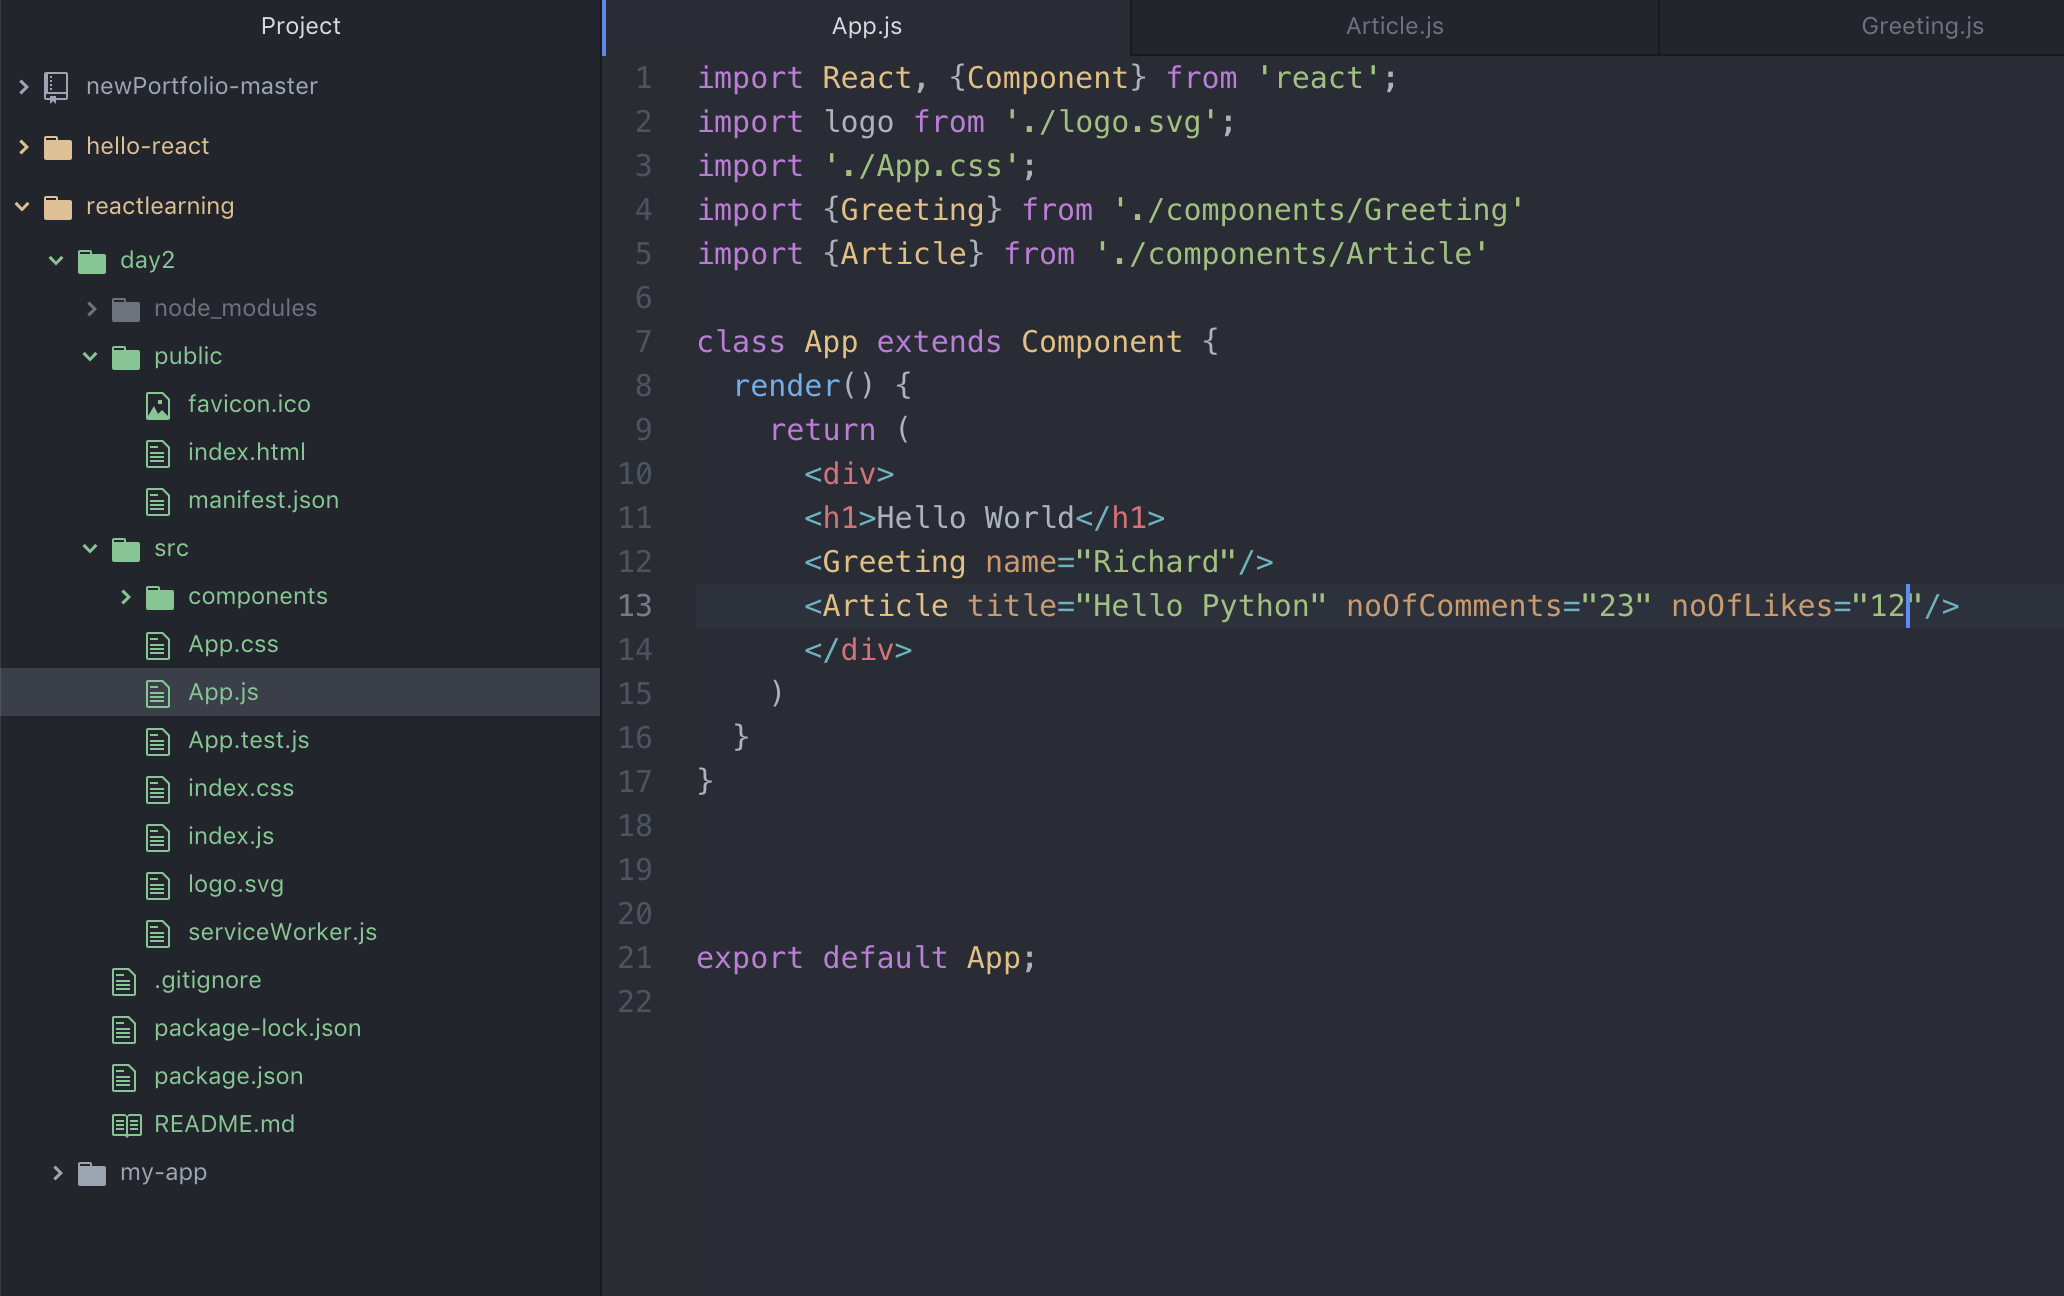 Project
newPortfolio-master
hello-react
reactlearning
day2
node_modules
public
favicon.ico
index.html
manifest.json
src
components
App.css
App.js
App.test.js
index.css
index.js
logo.svg
serviceWorker.js
.gitignore
package-lock.json
package.json
README.md
my-app
App.js
Article.js
Greeting.js
1 import React, {Component} from 'react';
2 import logo from './logo.svg';
3 import './App.css';
4 import {Greeting} from './components/Greeting'
5 import {Article} from './components/Article'
6
7 class App extends Component {
8   render() {
9     return (
10       <div>
11       <h1>Hello World</h1>
12       <Greeting name="Richard"/>
13       <Article title="Hello Python" noOfComments="23" noOfLikes="12"/>
14       </div>
15     )
16   }
17 }
18
19
20
21 export default App;
22